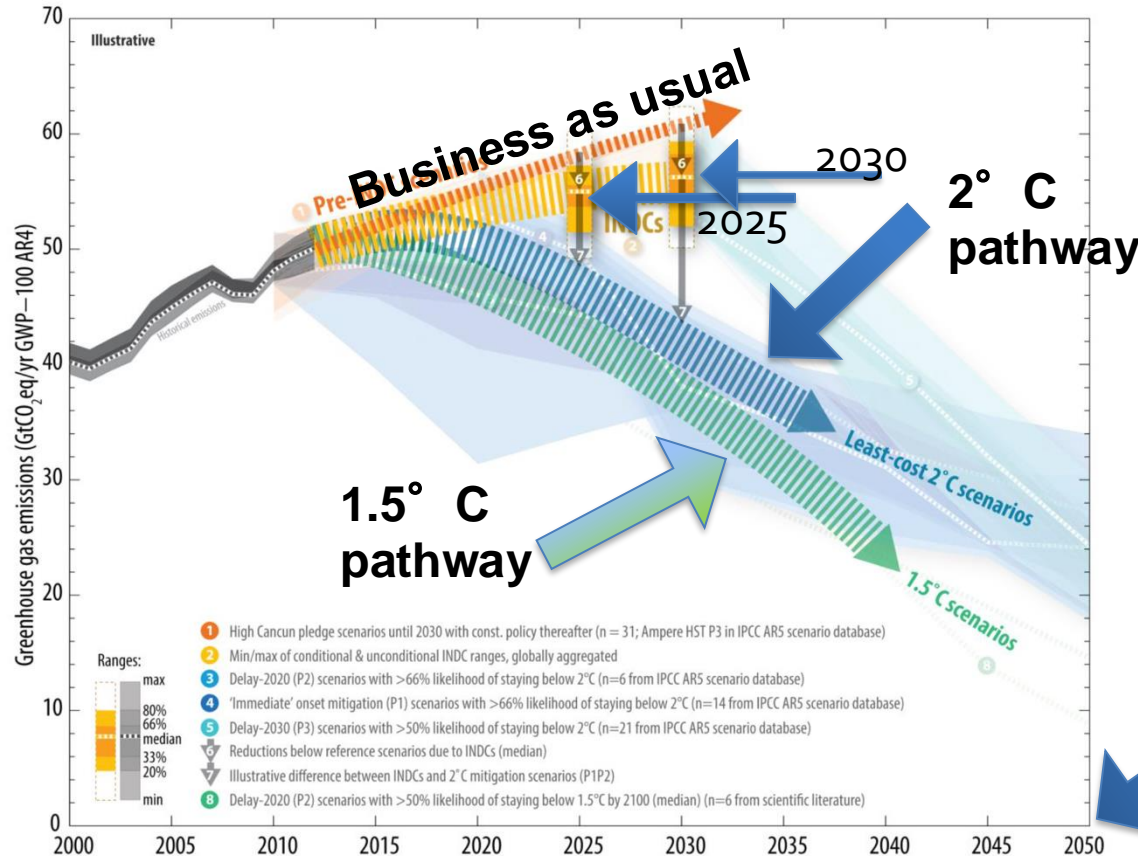 70
60
50
40
30
20
10
0
Greenhouse gas emissions (GtCO2eq/yr GWP–100 AR4)
Illustrative
Business as usual
1 Pre-INDC scenarios
Historical emissions
6
6
2030
2025
INDCs
2
4
7
7
5
2° C
pathway
1.5° C
pathway
Least-cost 2°C scenarios
1.5°C scenarios
8
Ranges:
max
80%
66%
median
33%
20%
min
1 High Cancun pledge scenarios until 2030 with const. policy thereafter (n = 31; Ampere HST P3 in IPCC AR5 scenario database)
2 Min/max of conditional & unconditional INDC ranges, globally aggregated
3 Delay-2020 (P2) scenarios with >66% likelihood of staying below 2°C (n=6 from IPCC AR5 scenario database)
4 'Immediate' onset mitigation (P1) scenarios with >66% likelihood of staying below 2°C (n=14 from IPCC AR5 scenario database)
5 Delay-2030 (P3) scenarios with >50% likelihood of staying below 2°C (n=21 from IPCC AR5 scenario database)
6 Reductions below reference scenarios due to INDCs (median)
7 Illustrative difference between INDCs and 2°C mitigation scenarios (P1P2)
8 Delay-2020 (P2) scenarios with >50% likelihood of staying below 1.5°C by 2100 (median) (n=6 from scientific literature)
2000 2005 2010 2015 2020 2025 2030 2035 2040 2045 2050